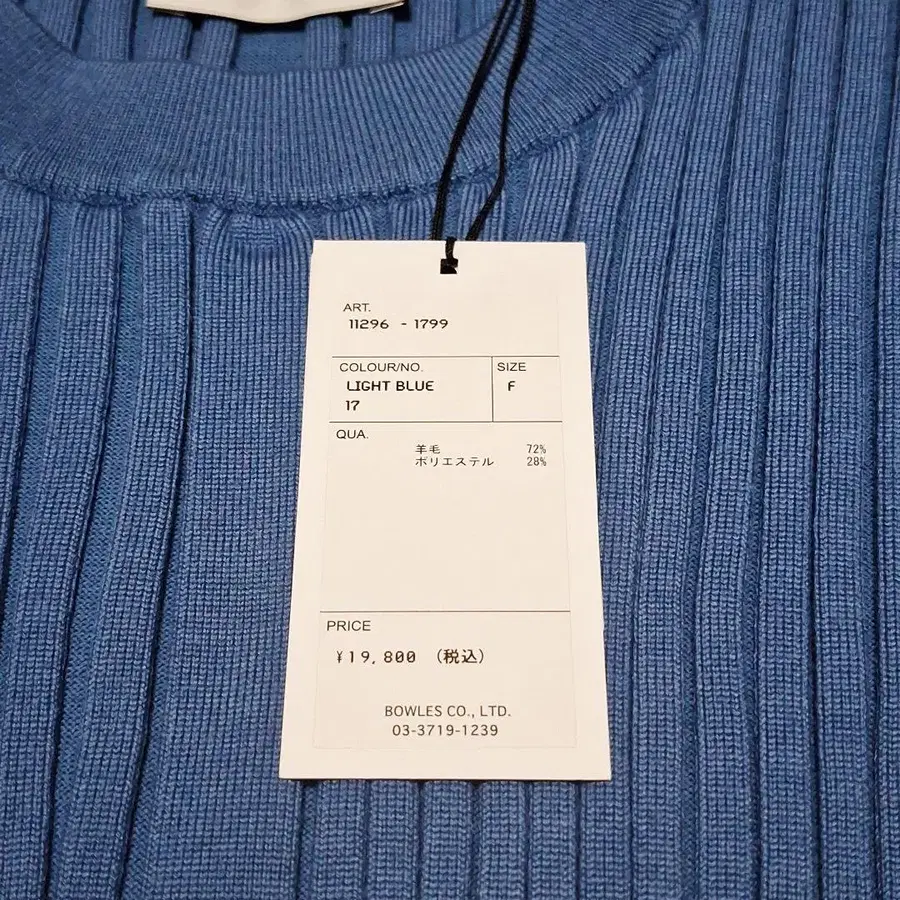 ART.
11296 - 1799
COLOUR/NO.
SIZE
LIGHT BLUE
F
17
QUA.
羊毛 72%
ポリエステル 28%
PRICE
¥19,800 (税込)
BOWLES CO., LTD.
03-3719-1239